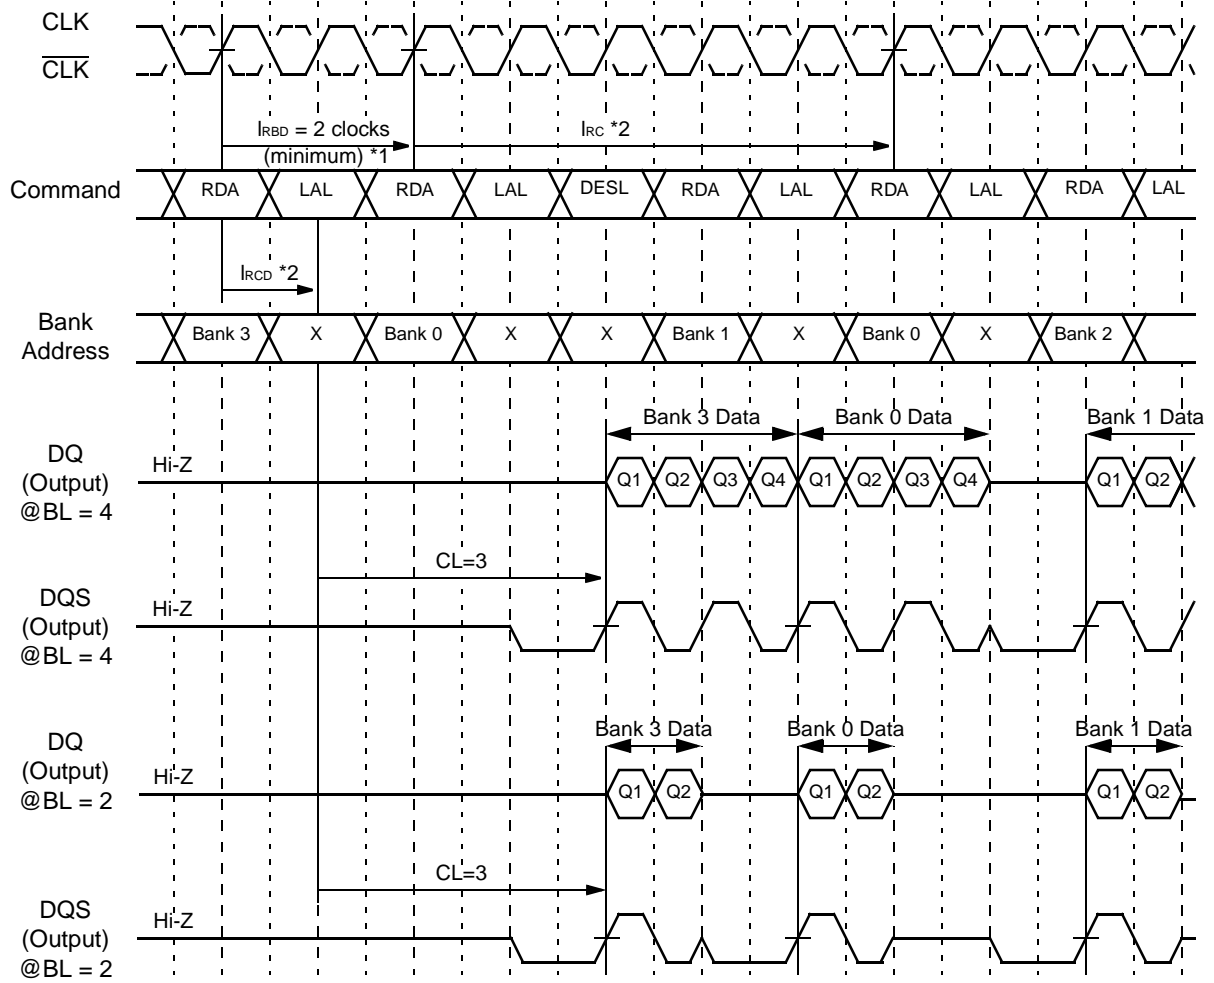 CLK
CLK
IRBD = 2 clocks
(minimum) *1
IRC *2
Command RDA LAL RDA LAL DESL RDA LAL RDA LAL RDA LAL
IRCD *2
Bank
Address
Bank 3 X Bank 0 X X Bank 1 X Bank 0 X Bank 2
Bank 3 Data Bank 0 Data Bank 1 Data
DQ
(Output)
@BL = 4
Hi-Z
Q1 Q2 Q3 Q4 Q1 Q2 Q3 Q4 Q1 Q2
CL=3
DQS
(Output)
@BL = 4
Hi-Z
Bank 3 Data Bank 0 Data Bank 1 Data
DQ
(Output)
@BL = 2
Hi-Z
Q1 Q2 Q1 Q2 Q1 Q2
CL=3
DQS
(Output)
@BL = 2
Hi-Z